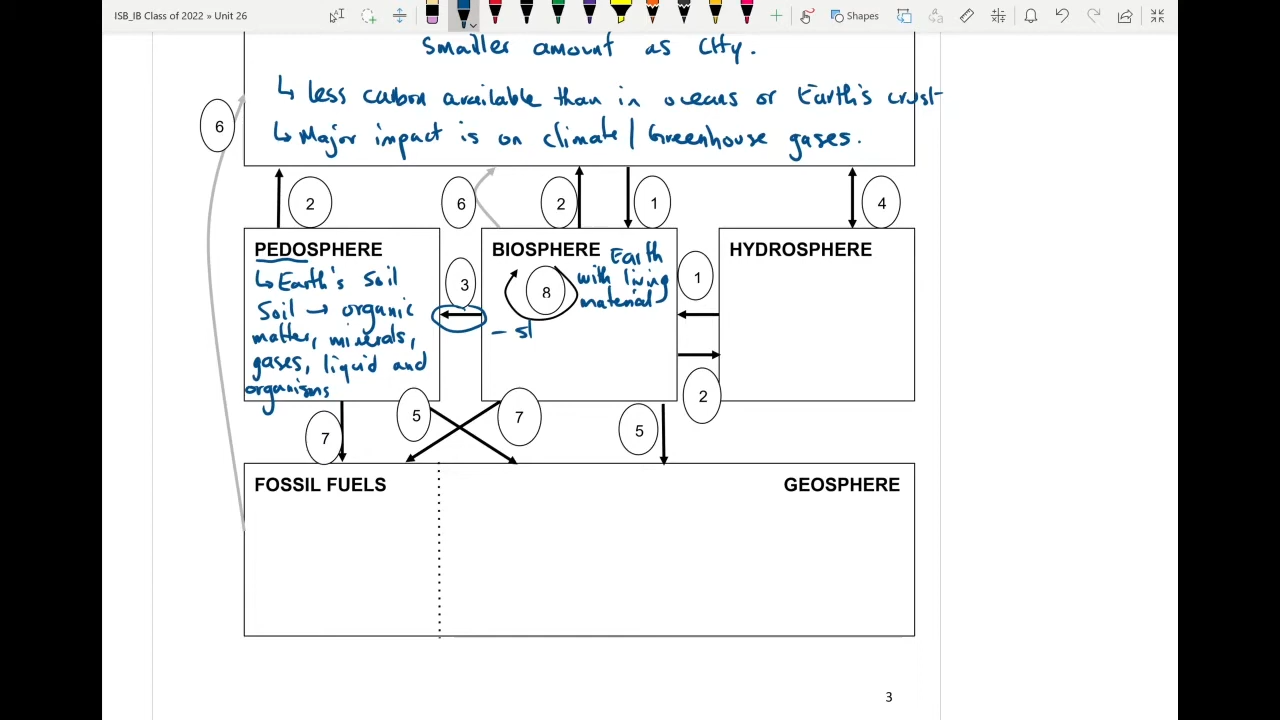 ISB_IB Class of 2022 » Unit 26
Shapes
Smaller amount as CH4.
↳ less carbon available than in oceans or Earth's crust
↳ Major impact is on climate / Greenhouse gases.
6
2
6
2
1
4
PEDOSPHERE
↳ Earth's Soil
Soil → organic
matter, minerals,
gases, liquid and
organisms
3
BIOSPHERE
Earth
with living
material
8
- sl
1
2
HYDROSPHERE
7
5
7
5
FOSSIL FUELS
GEOSPHERE
3